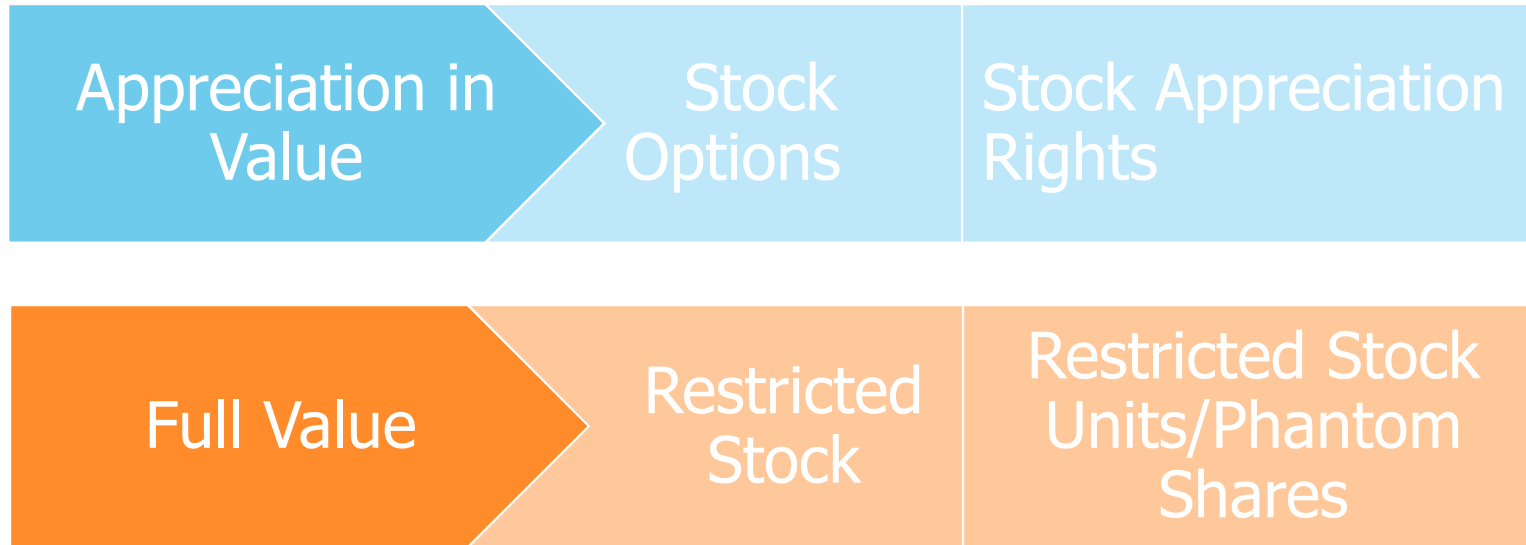 Appreciation in
Value
Stock
Options
Stock Appreciation
Rights
Full Value
Restricted
Stock
Restricted Stock
Units/Phantom
Shares